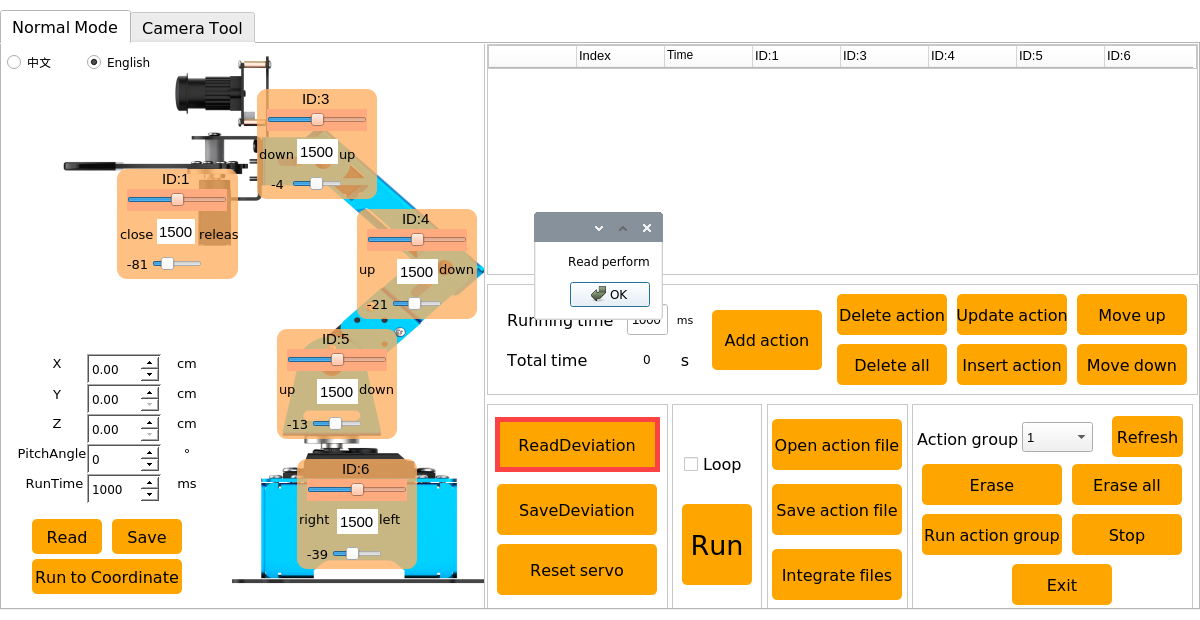 Normal Mode
Camera Tool
中文
English
ID:3
down 1500 up
-4
ID:1
close 1500 releas
-81
ID:4
up 1500 down
-21
ID:5
up 1500 down
-13
ID:6
right 1500 left
-39
X 0.00 cm
Y 0.00 cm
Z 0.00 cm
PitchAngle 0 °
RunTime 1000 ms
Read Save
Run to Coordinate
Index Time ID:1 ID:3 ID:4 ID:5 ID:6
Read perform
OK
Running time 1000 ms
Total time 0 s
Add action
Delete action Update action Move up
Delete all Insert action Move down
ReadDeviation
SaveDeviation
Reset servo
Loop
Run
Open action file
Save action file
Integrate files
Action group 1 Refresh
Erase Erase all
Run action group Stop
Exit